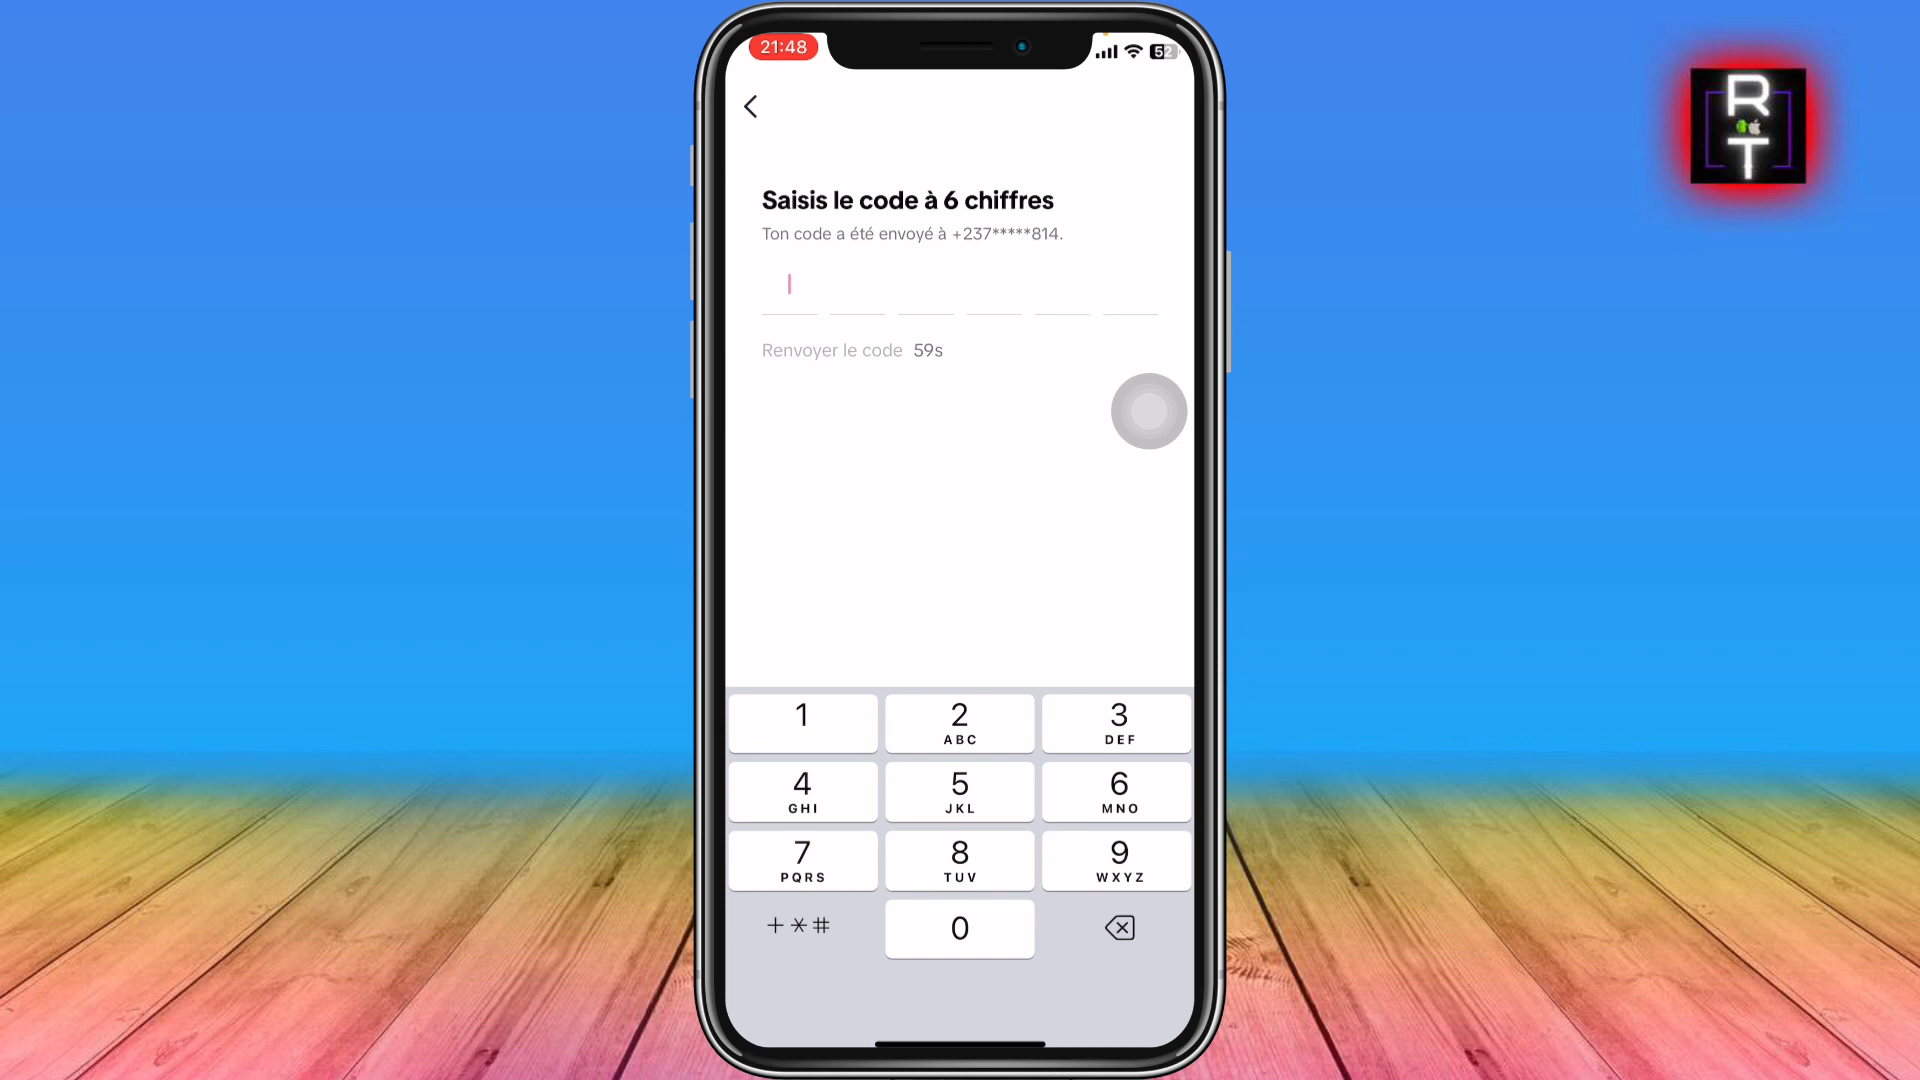 21:48
52
R
T
Saisis le code à 6 chiffres
Ton code a été envoyé à +237*****814.
Renvoyer le code 59s
1
2
ABC
3
DEF
4
GHI
5
JKL
6
MNO
7
PQRS
8
TUV
9
WXYZ
+*#
0